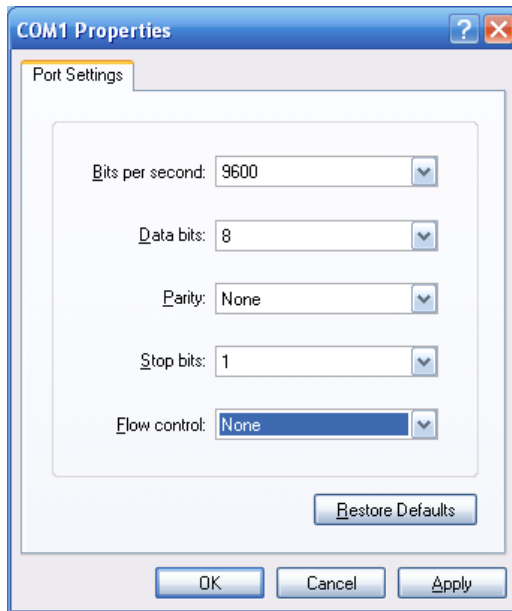 COM1 Properties
Port Settings
Bits per second: 9600
Data bits: 8
Parity: None
Stop bits: 1
Flow control: None
Restore Defaults
OK Cancel Apply